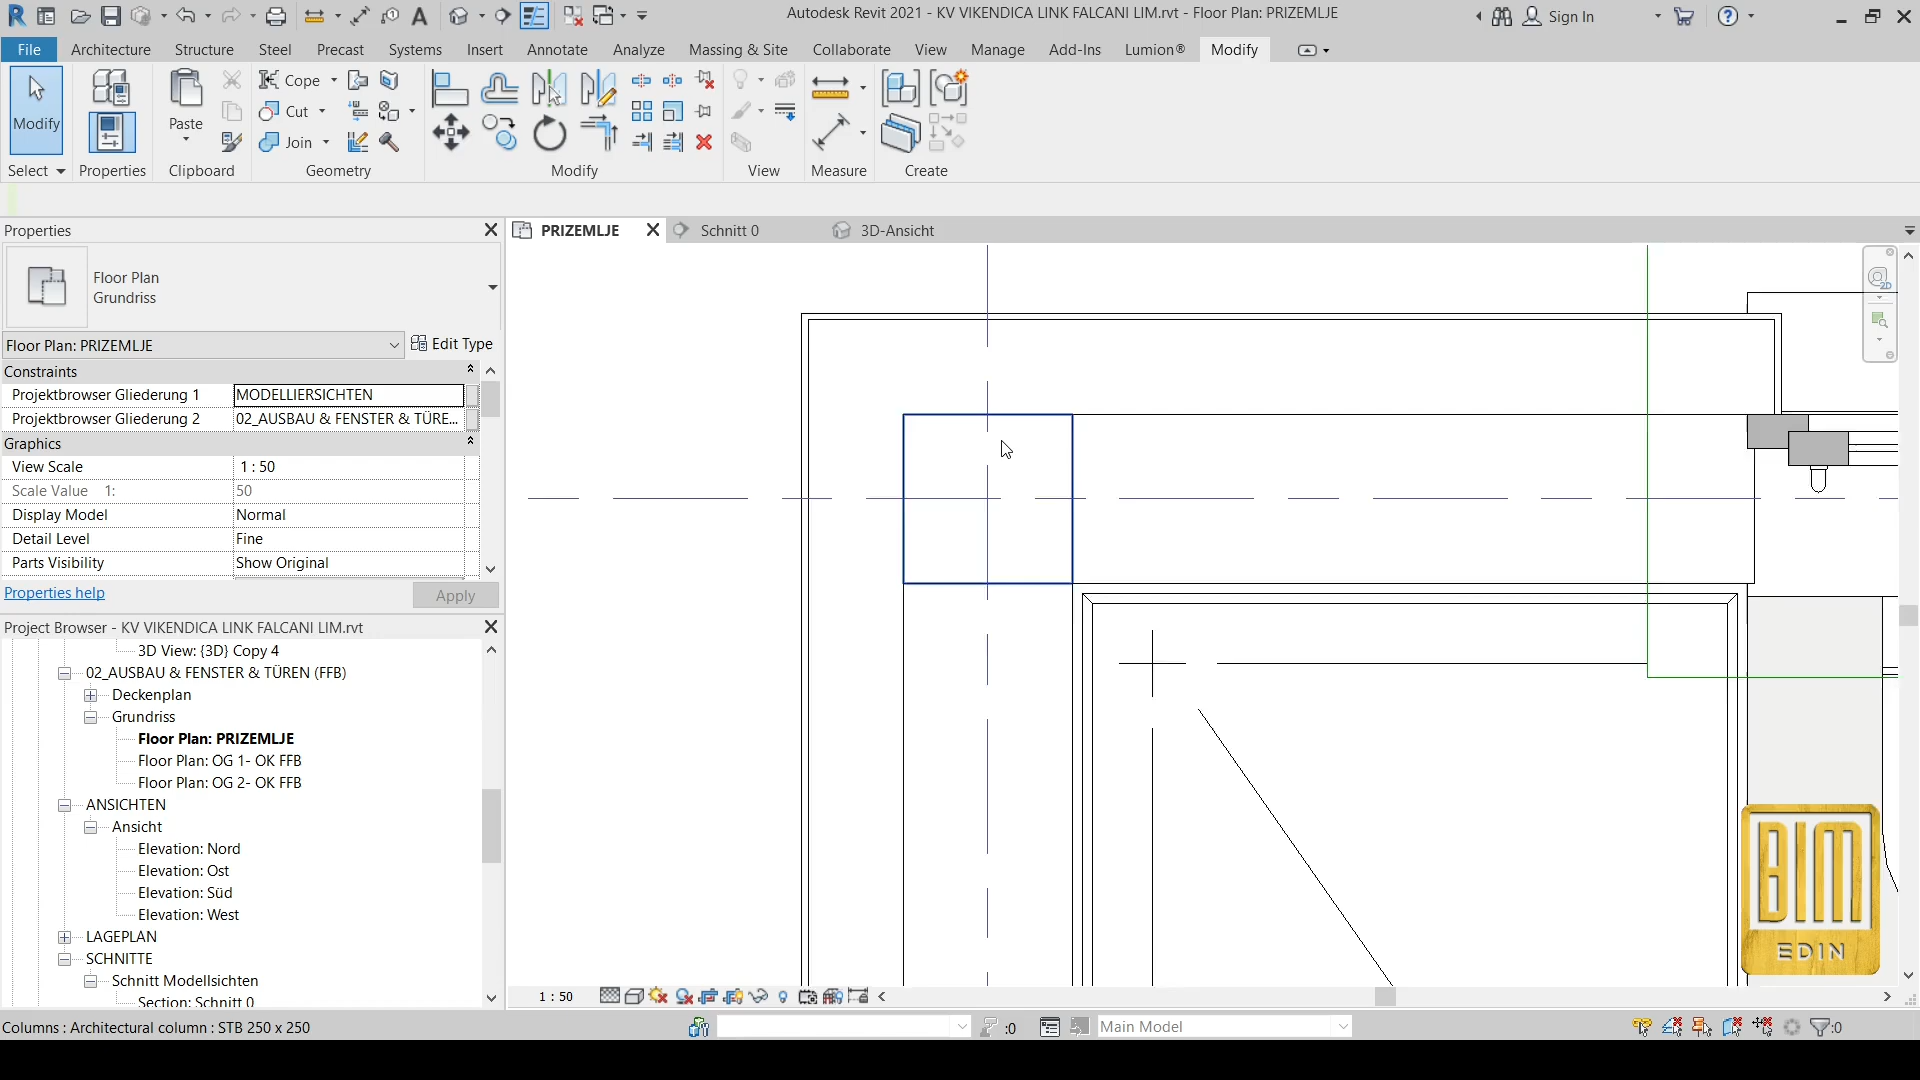 Autodesk Revit 2021 - KV VIKENDICA LINK FALCANI LIM.rvt - Floor Plan: PRIZEMLJE
Sign In
File Architecture Structure Steel Precast Systems Insert Annotate Analyze Massing & Site Collaborate View Manage Add-Ins Lumion® Modify
Modify
Paste
Cope
Cut
Join
Select Properties Clipboard Geometry Modify View Measure Create
Properties
PRIZEMLJE
Schnitt 0
3D-Ansicht
Floor Plan
Grundriss
Floor Plan: PRIZEMLJE
Edit Type
Constraints
Projektbrowser Gliederung 1 MODELLIERSICHTEN
Projektbrowser Gliederung 2 02_AUSBAU & FENSTER & TÜRE...
Graphics
View Scale 1 : 50
Scale Value 1: 50
Display Model Normal
Detail Level Fine
Parts Visibility Show Original
Properties help
Apply
Project Browser - KV VIKENDICA LINK FALCANI LIM.rvt
3D View: {3D} Copy 4
02_AUSBAU & FENSTER & TÜREN (FFB)
Deckenplan
Grundriss
Floor Plan: PRIZEMLJE
Floor Plan: OG 1- OK FFB
Floor Plan: OG 2- OK FFB
ANSICHTEN
Ansicht
Elevation: Nord
Elevation: Ost
Elevation: Süd
Elevation: West
LAGEPLAN
SCHNITTE
Schnitt Modellsichten
Section: Schnitt 0
2D
BIM
EDIN
1 : 50
Columns : Architectural column : STB 250 x 250
:0
Main Model
:0